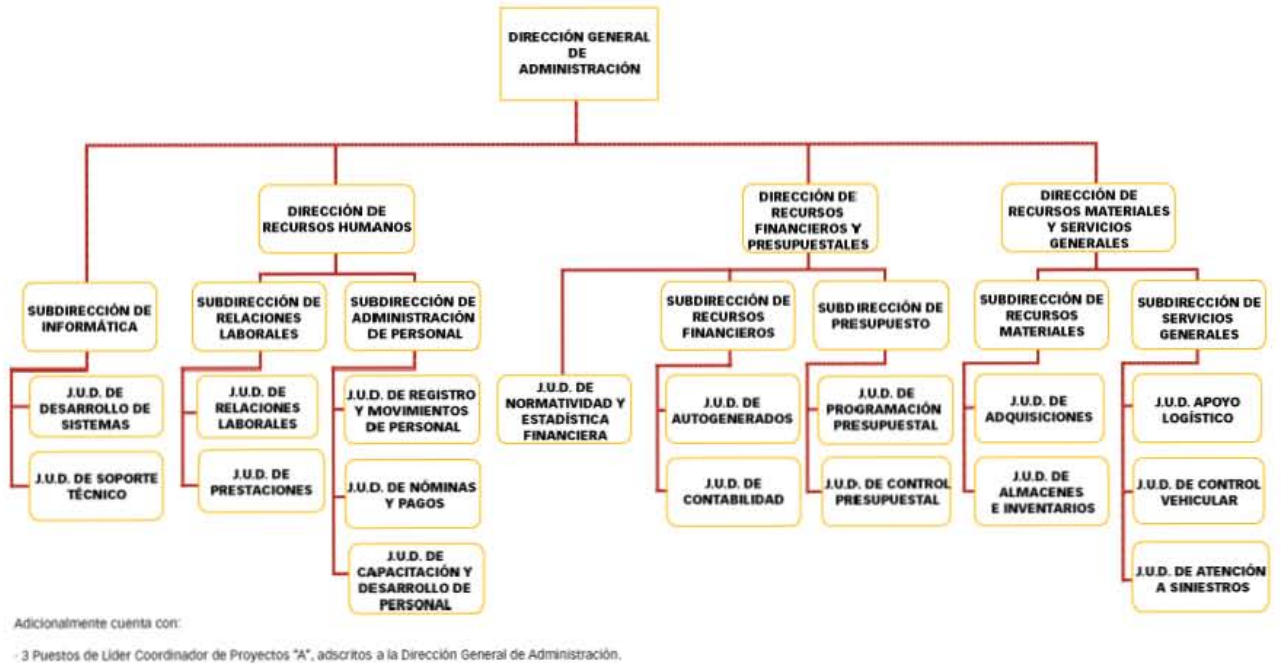 DIRECCIÓN GENERAL
DE
ADMINISTRACIÓN
DIRECCIÓN DE
RECURSOS HUMANOS
DIRECCIÓN DE
RECURSOS
FINANCIEROS Y
PRESUPUESTALES
DIRECCIÓN DE
RECURSOS MATERIALES
Y SERVICIOS
GENERALES
SUBDIRECCIÓN DE
INFORMÁTICA
SUBDIRECCIÓN DE
RELACIONES
LABORALES
SUBDIRECCIÓN DE
ADMINISTRACIÓN
DE PERSONAL
SUBDIRECCIÓN DE
RECURSOS
FINANCIEROS
SUBDIRECCIÓN DE
PRESUPUESTO
SUBDIRECCIÓN DE
RECURSOS
MATERIALES
SUBDIRECCIÓN DE
SERVICIOS
GENERALES
J.U.D. DE
DESARROLLO DE
SISTEMAS
J.U.D. DE
RELACIONES
LABORALES
J.U.D. DE REGISTRO
Y MOVIMIENTOS
DE PERSONAL
J.U.D. DE
NORMATIVIDAD Y
ESTADÍSTICA
FINANCIERA
J.U.D. DE
AUTOGENERADOS
J.U.D. DE
PROGRAMACIÓN
PRESUPUESTAL
J.U.D. DE
ADQUISICIONES
J.U.D. APOYO
LOGÍSTICO
J.U.D. DE SOPORTE
TÉCNICO
J.U.D. DE
PRESTACIONES
J.U.D. DE NÓMINAS
Y PAGOS
J.U.D. DE
CONTABILIDAD
J.U.D. DE CONTROL
PRESUPUESTAL
J.U.D. DE
ALMACENES
E INVENTARIOS
J.U.D. DE CONTROL
VEHICULAR
J.U.D. DE
CAPACITACIÓN Y
DESARROLLO DE
PERSONAL
J.U.D. DE ATENCIÓN
A SINIESTROS
Adicionalmente cuenta con:
- 3 Puestos de Líder Coordinador de Proyectos "A", adscritos a la Dirección General de Administración.